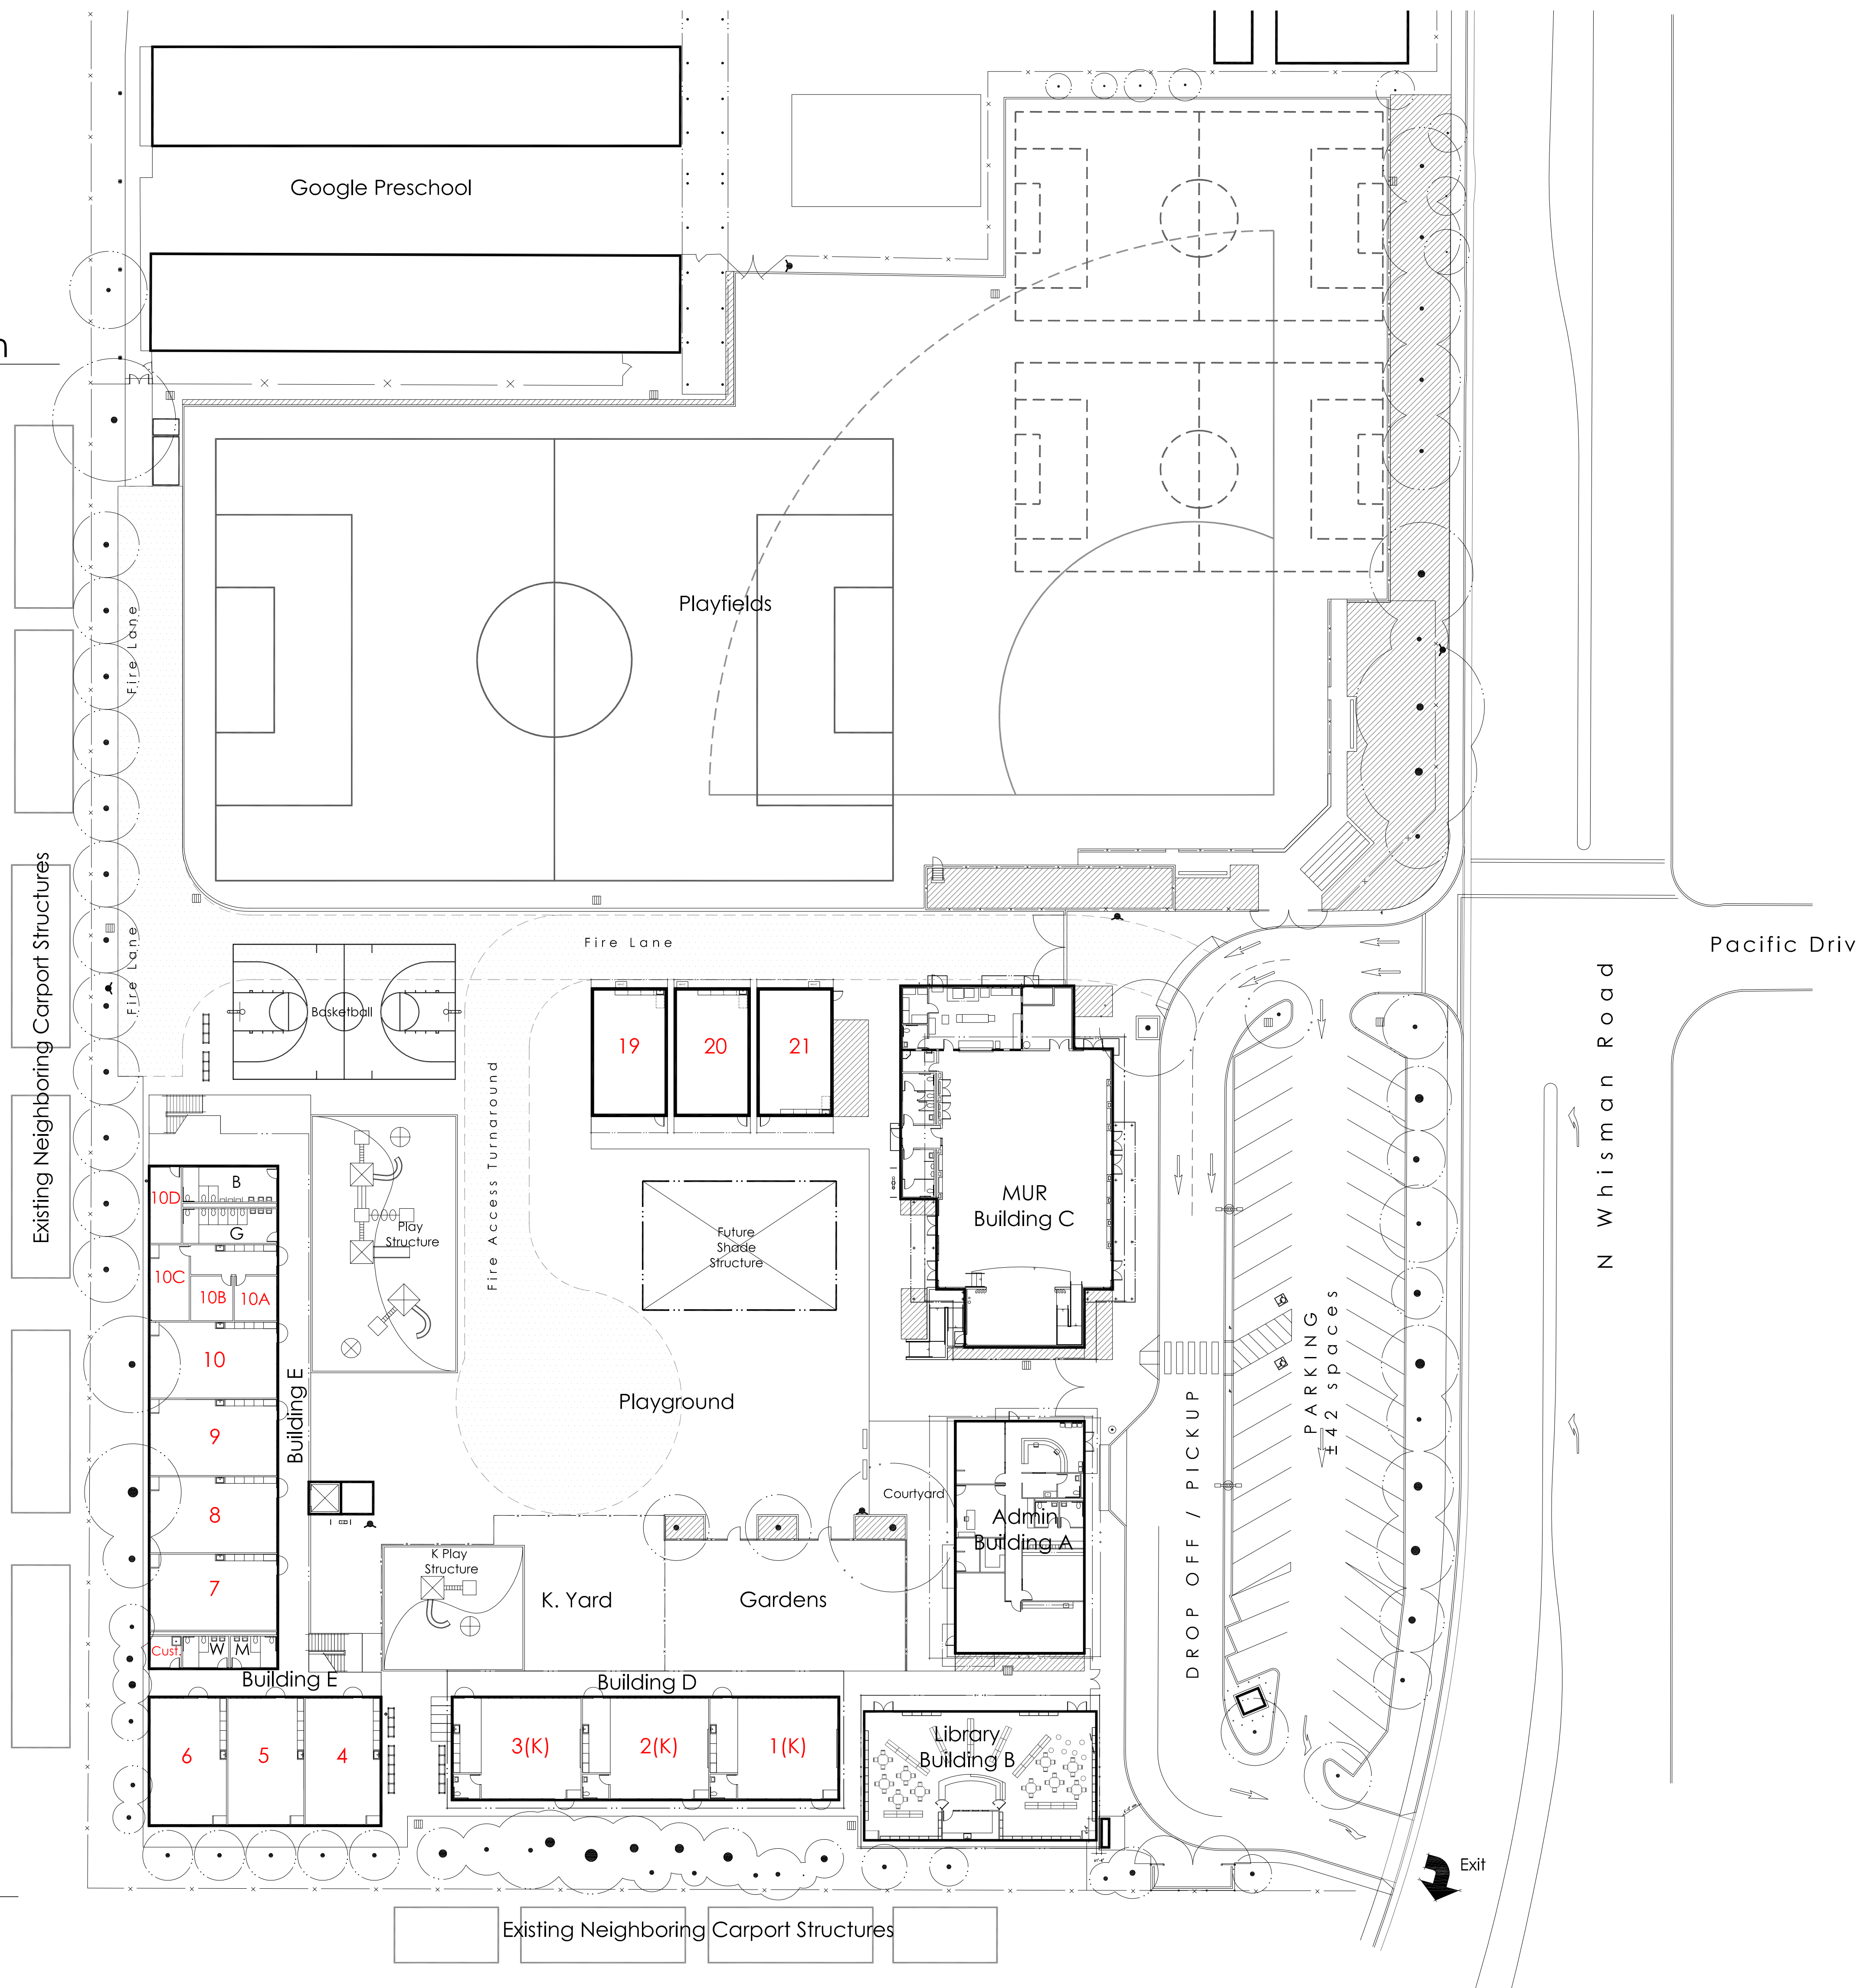 Google Preschool
n
Playfields
Fire Lane
Existing Neighboring Carport Structures
Fire Lane
Fire Lane
Pacific Driv
N Whisman Road
Basketball
19
20
21
Fire Access Turnaround
10D
B
G
Play
Structure
Future
Shade
Structure
MUR
Building C
10C
10B
10A
10
Building E
Playground
PARKING
±42 spaces
DROP OFF / PICKUP
9
8
Courtyard
Admin
Building A
K Play
Structure
7
K. Yard
Gardens
Cust.
W
M
Building E
Building D
6
5
4
3(K)
2(K)
1(K)
Library
Building B
Exit
Existing Neighboring Carport Structures